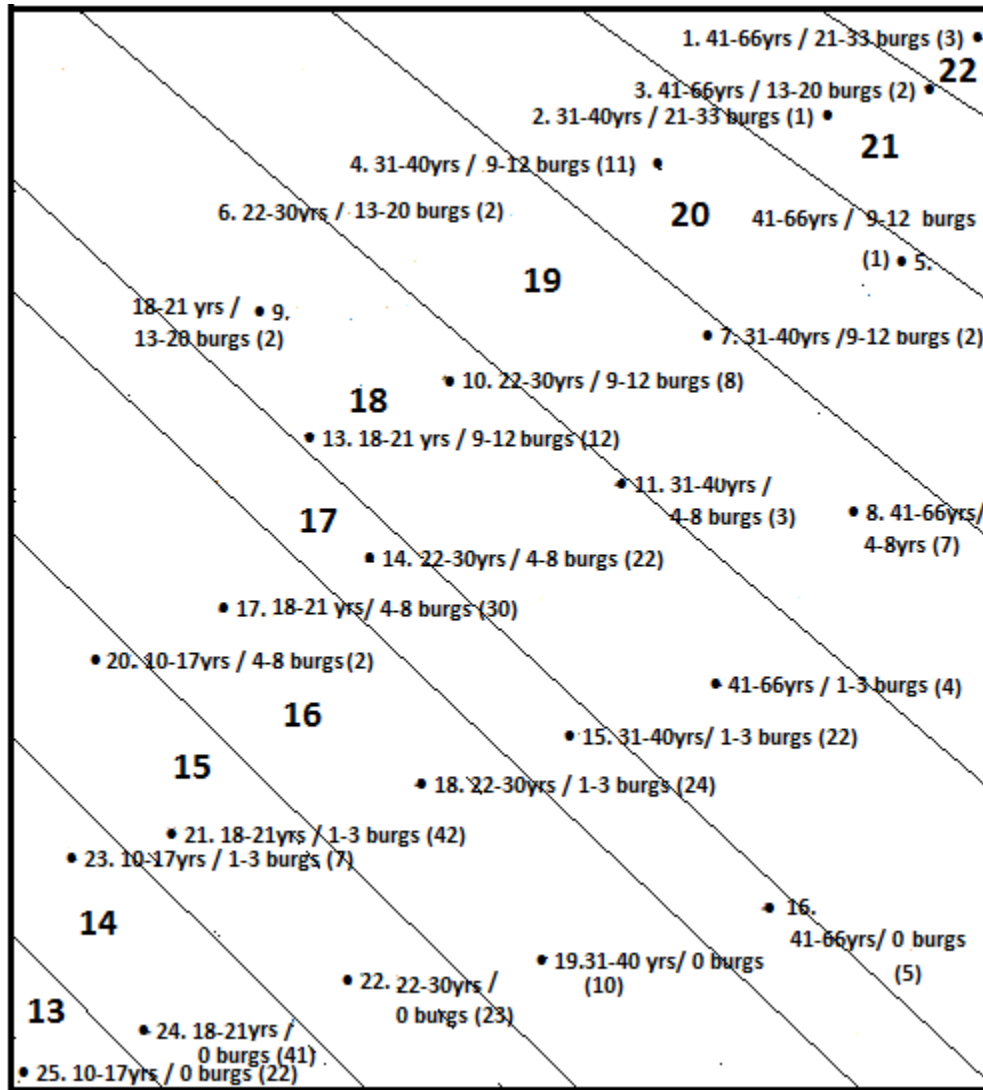 1. 41-66yrs / 21-33 burgs (3)
22
3. 41-66yrs / 13-20 burgs (2)
2. 31-40yrs / 21-33 burgs (1)
21
4. 31-40yrs / 9-12 burgs (11)
6. 22-30yrs / 13-20 burgs (2)
20
41-66yrs / 9-12 burgs
(1) 5.
19
18-21 yrs / 9.
13-20 burgs (2)
7. 31-40yrs /9-12 burgs (2)
10. 22-30yrs / 9-12 burgs (8)
18
13. 18-21 yrs / 9-12 burgs (12)
11. 31-40yrs /
4-8 burgs (3)
8. 41-66yrs/
4-8yrs (7)
17
14. 22-30yrs / 4-8 burgs (22)
17. 18-21 yrs/ 4-8 burgs (30)
20. 10-17yrs / 4-8 burgs (2)
41-66yrs / 1-3 burgs (4)
16
15. 31-40yrs/ 1-3 burgs (22)
15
18. 22-30yrs / 1-3 burgs (24)
21. 18-21yrs / 1-3 burgs (42)
23. 10-17yrs / 1-3 burgs (7)
14
16.
41-66yrs/ 0 burgs
(5)
19.31-40 yrs/ 0 burgs
(10)
22. 22-30yrs /
0 burgs (23)
13
24. 18-21yrs /
0 burgs (41)
25. 10-17yrs / 0 burgs (22)